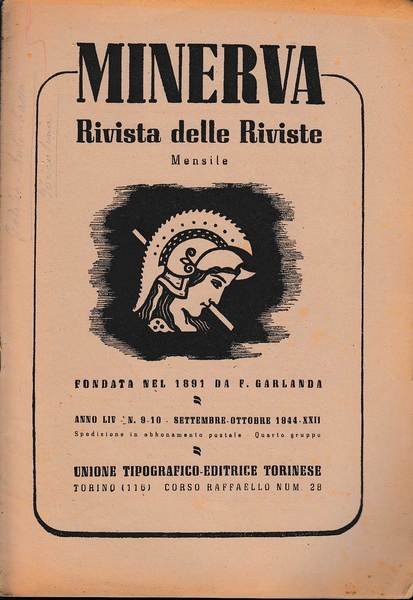 MINERVA
Rivista delle Riviste
Mensile
FONDATA NEL 1891 DA F. GARLANDA
ANNO LIV - N. 9-10 - SETTEMBRE-OTTOBRE 1944-XXII
Spedizione in abbonamento postale - Quarto gruppo
UNIONE TIPOGRAFICO-EDITRICE TORINESE
TORINO (116) CORSO RAFFAELLO NUM. 28